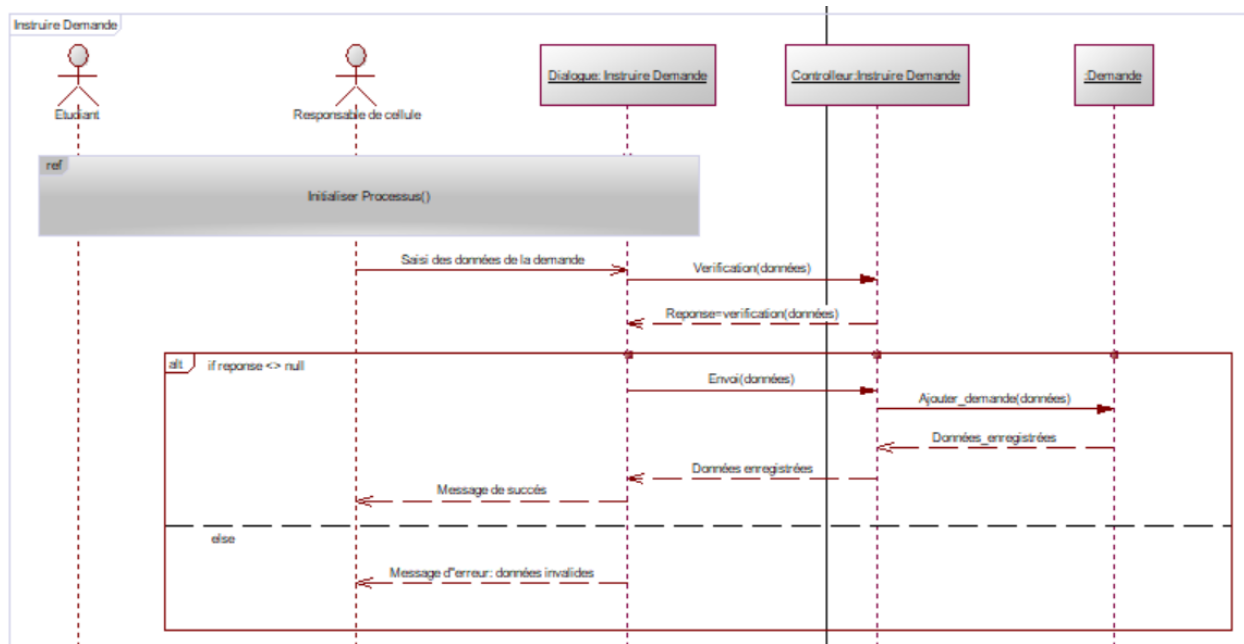 Instruire Demande
Etudiant
Responsable de cellule
Dialogue: Instruire Demande
Controlleur:Instruire Demande
:Demande
ref
Initialiser Processus()
Saisi des données de la demande
Verification(données)
Reponse=verification(données)
alt
if reponse <> null
Envoi(données)
Ajouter_demande(données)
Données_enregistrées
Données enregistrées
Message de succés
else
Message d"erreur: données invalides